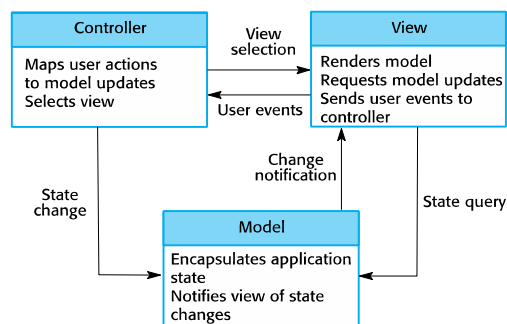 Controller
Maps user actions
to model updates
Selects view
View
selection
User events
View
Renders model
Requests model updates
Sends user events to
controller
State
change
Change
notification
State query
Model
Encapsulates application
state
Notifies view of state
changes